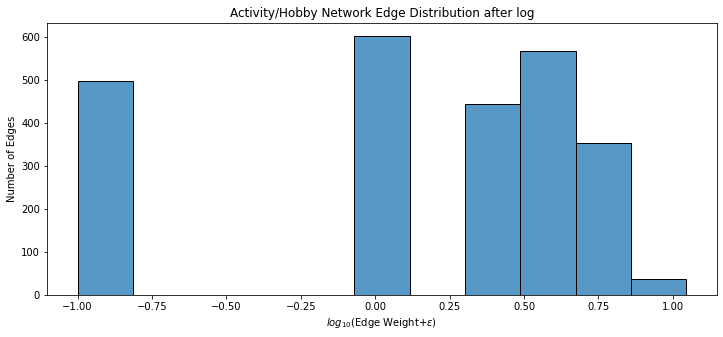 Activity/Hobby Network Edge Distribution after log
Number of Edges
600
500
400
300
200
100
0
−1.00 −0.75 −0.50 −0.25 0.00 0.25 0.50 0.75 1.00
log₁₀(Edge Weight+ε)